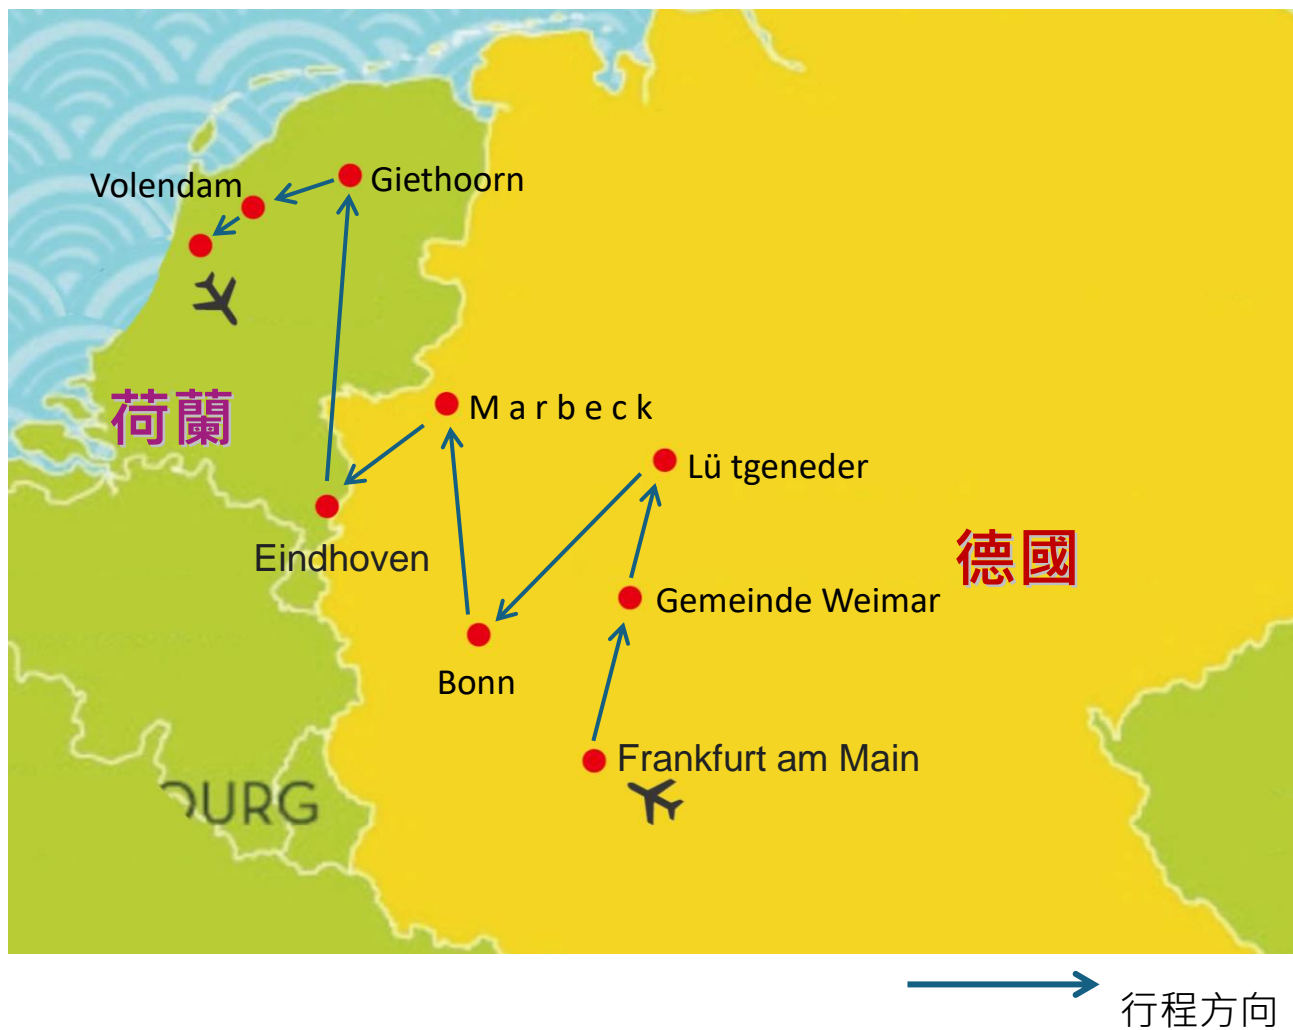 Volendam
Giethoorn
荷蘭
Marbeck
Lü tgeneder
Eindhoven
德國
Gemeinde Weimar
Bonn
Frankfurt am Main
OURG
行程方向